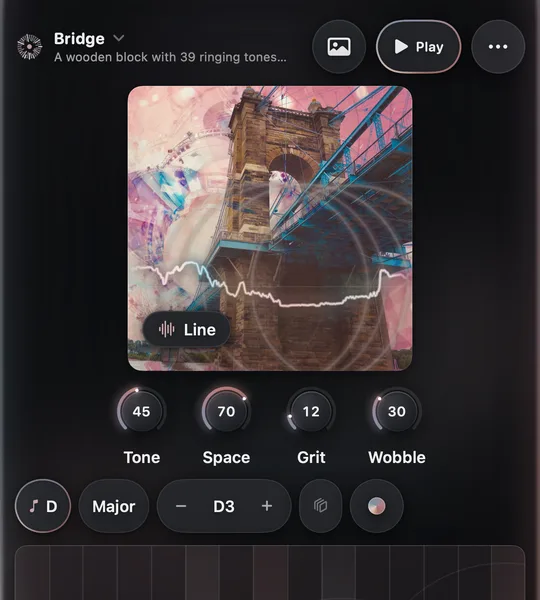 Bridge
A wooden block with 39 ringing tones...
Play
Line
45
70
12
30
Tone
Space
Grit
Wobble
D
Major
− D3 +